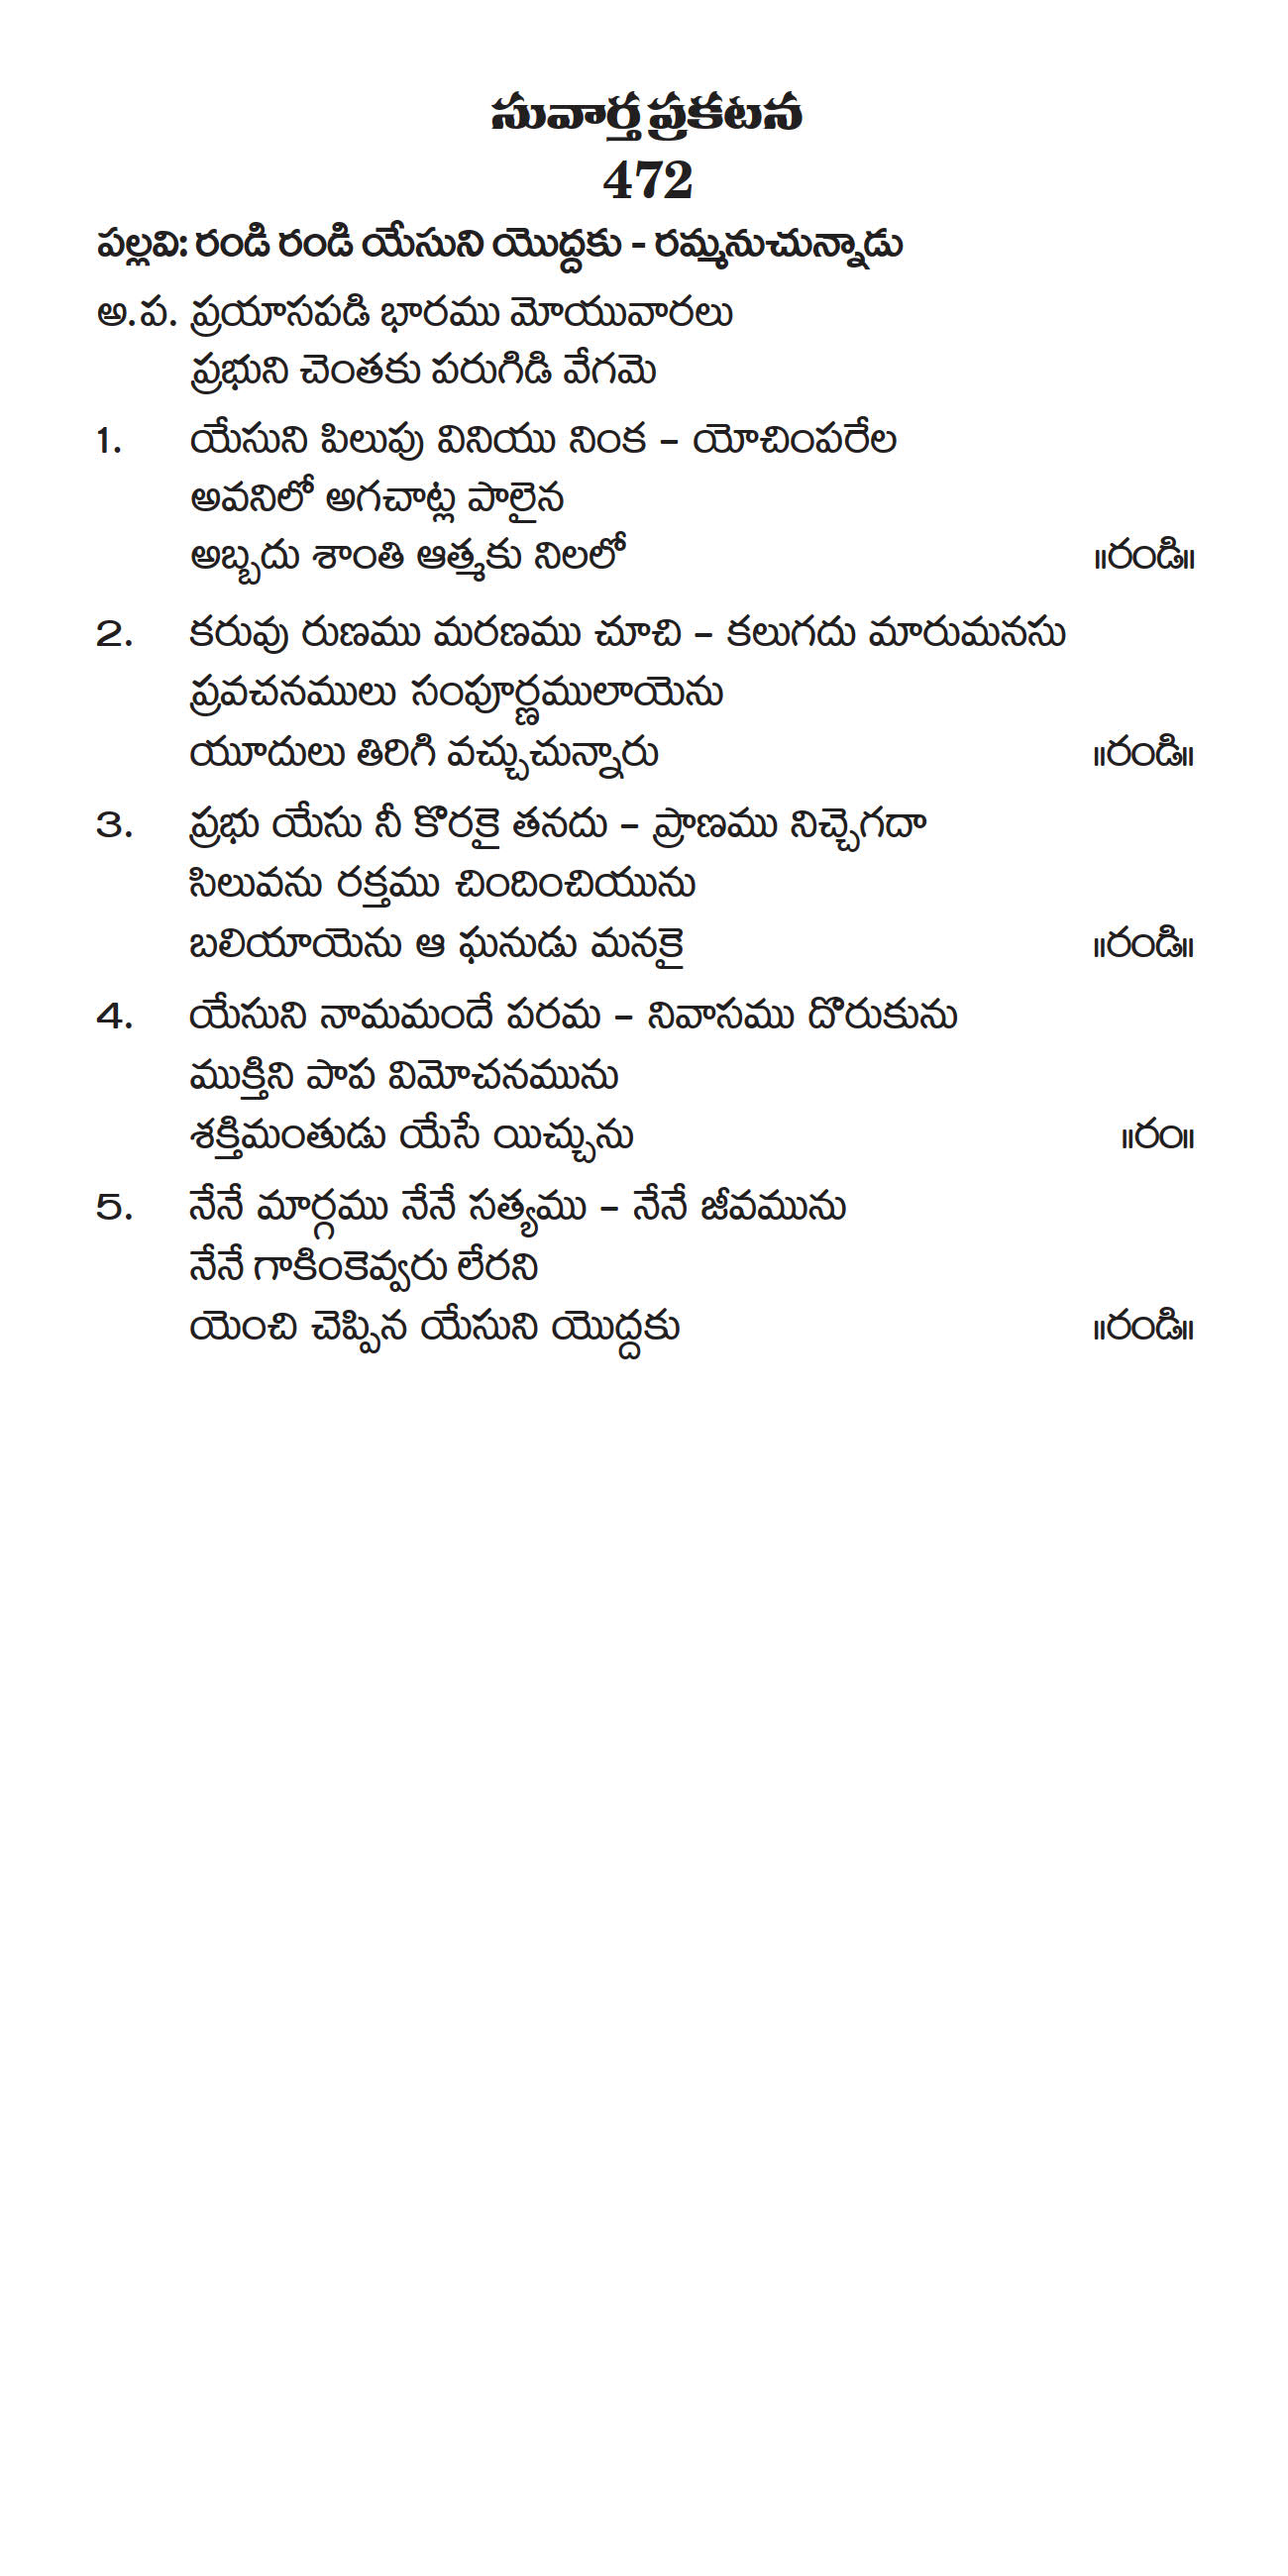 సువార్త ప్రకటన
472
పల్లవి: రండి రండి యేసుని యొద్దకు - రమ్మనుచున్నాడు
అ.ప. ప్రయాసపడి భారము మోయువారలు
ప్రభుని చెంతకు పరుగిడి వేగమె
1. యేసుని పిలుపు వినియు నింక – యోచింపరేల
అవనిలో అగచాట్ల పాలైన
అబ్బదు శాంతి ఆత్మకు నిలలో ॥రండి॥
2. కరువు రుణము మరణము చూచి – కలుగదు మారుమనసు
ప్రవచనములు సంపూర్ణములాయెను
యూదులు తిరిగి వచ్చుచున్నారు ॥రండి॥
3. ప్రభు యేసు నీ కొరకై తనదు – ప్రాణము నిచ్చెగదా
సిలువను రక్తము చిందించియును
బలియాయెను ఆ ఘనుడు మనకై ॥రండి॥
4. యేసుని నామమందే పరమ – నివాసము దొరుకును
ముక్తిని పాప విమోచనమును
శక్తిమంతుడు యేసే యిచ్చును ॥రం॥
5. నేనే మార్గము నేనే సత్యము – నేనే జీవమును
నేనే గాకింకెవ్వరు లేరని
యెంచి చెప్పిన యేసుని యొద్దకు ॥రండి॥